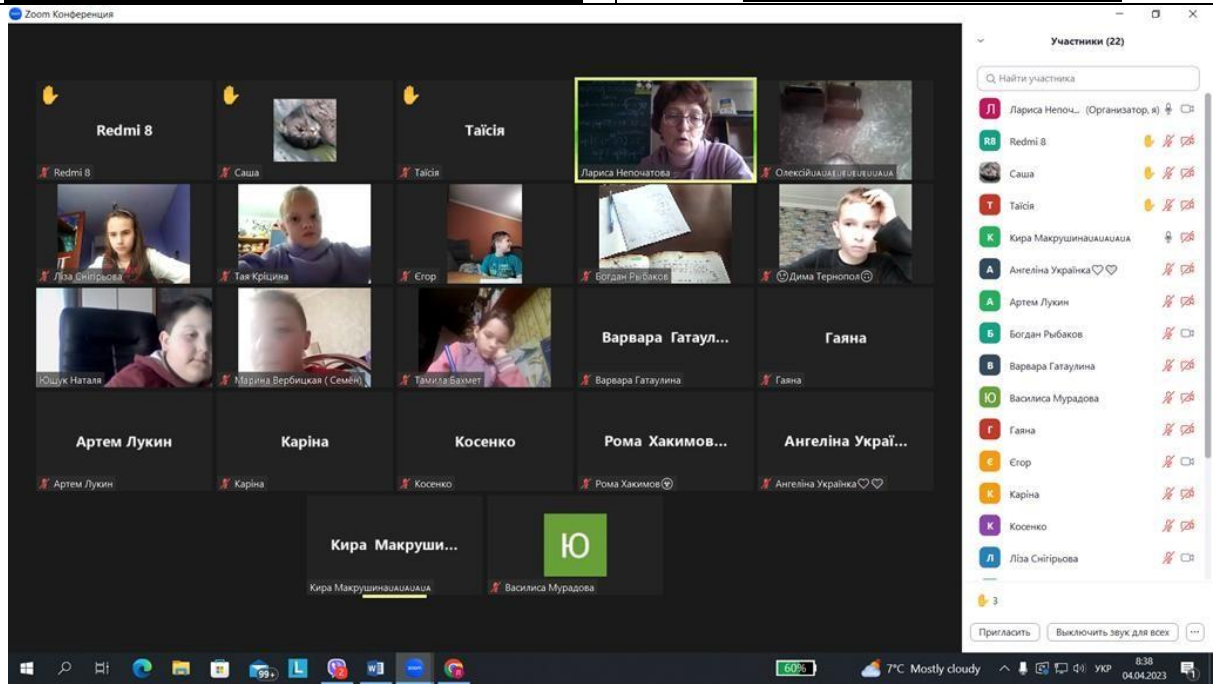 Zoom Конференция
Redmi 8
Redmi 8
Саша
Таїсія
Таїсія
Лариса Непочатова
ОлексійUAUAEUEUEUEUUAUA
Ліза Снігірьова
Тая Кріцина
Єгор
Богдан Рыбаков
Дима Тернопол
Ющук Наталя
Марина Вербицкая ( Семён)
Тамила Бахмет
Варвара Гатаул...
Варвара Гатаулина
Гаяна
Гаяна
Артем Лукин
Артем Лукин
Каріна
Каріна
Косенко
Косенко
Рома Хакимов...
Рома Хакимов
Ангеліна Украї...
Ангеліна Українка♡♡
Кира Макруши...
Кира МакрушинаUAUAUAUA
Ю
Василиса Мурадова
Участники (22)
Найти участника
Л Лариса Непоч... (Организатор, я)
R8 Redmi 8
Саша
Т Таїсія
К Кира МакрушинаUAUAUAUA
А Ангеліна Українка♡♡
А Артем Лукин
Б Богдан Рыбаков
В Варвара Гатаулина
Ю Василиса Мурадова
Г Гаяна
Є Єгор
К Каріна
К Косенко
Л Ліза Снігірьова
3
Пригласить
Выключить звук для всех
99+
L
W
60%
7°C Mostly cloudy
УКР
8:38
04.04.2023